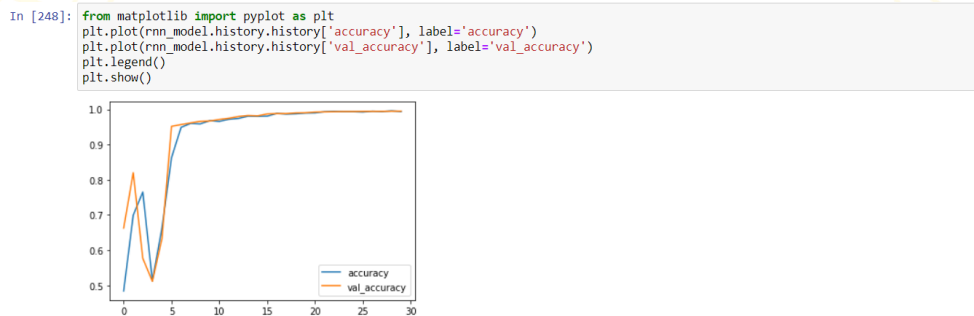 In [248]: from matplotlib import pyplot as plt
plt.plot(rnn_model.history.history['accuracy'], label='accuracy')
plt.plot(rnn_model.history.history['val_accuracy'], label='val_accuracy')
plt.legend()
plt.show()
1.0
0.9
0.8
0.7
0.6
0.5
accuracy
val_accuracy
0 5 10 15 20 25 30